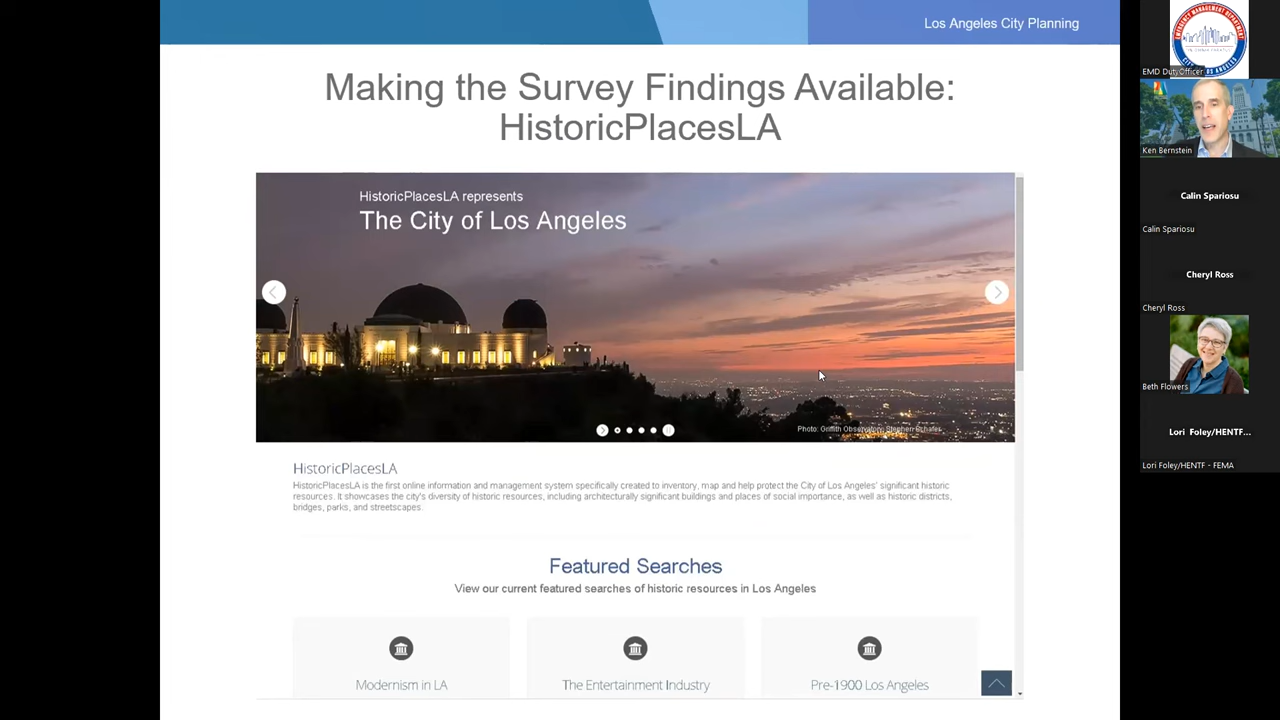 Los Angeles City Planning
Making the Survey Findings Available:
HistoricPlacesLA
HistoricPlacesLA represents
The City of Los Angeles
Photo: Griffith Observatory, Stephen Schafer
HistoricPlacesLA
HistoricPlacesLA is the first online information and management system specifically created to inventory, map and help protect the City of Los Angeles' significant historic
resources. It showcases the city's diversity of historic resources, including architecturally significant buildings and places of social importance, as well as historic districts,
bridges, parks, and streetscapes.
Featured Searches
View our current featured searches of historic resources in Los Angeles
Modernism in LA
The Entertainment Industry
Pre-1900 Los Angeles
EMERGENCY MANAGEMENT DEPARTMENT
EMD DutyOfficer
Ken Bernstein
Calin Spariosu
Calin Spariosu
Cheryl Ross
Cheryl Ross
Beth Flowers
Lori Foley/HENTF...
Lori Foley/HENTF - FEMA